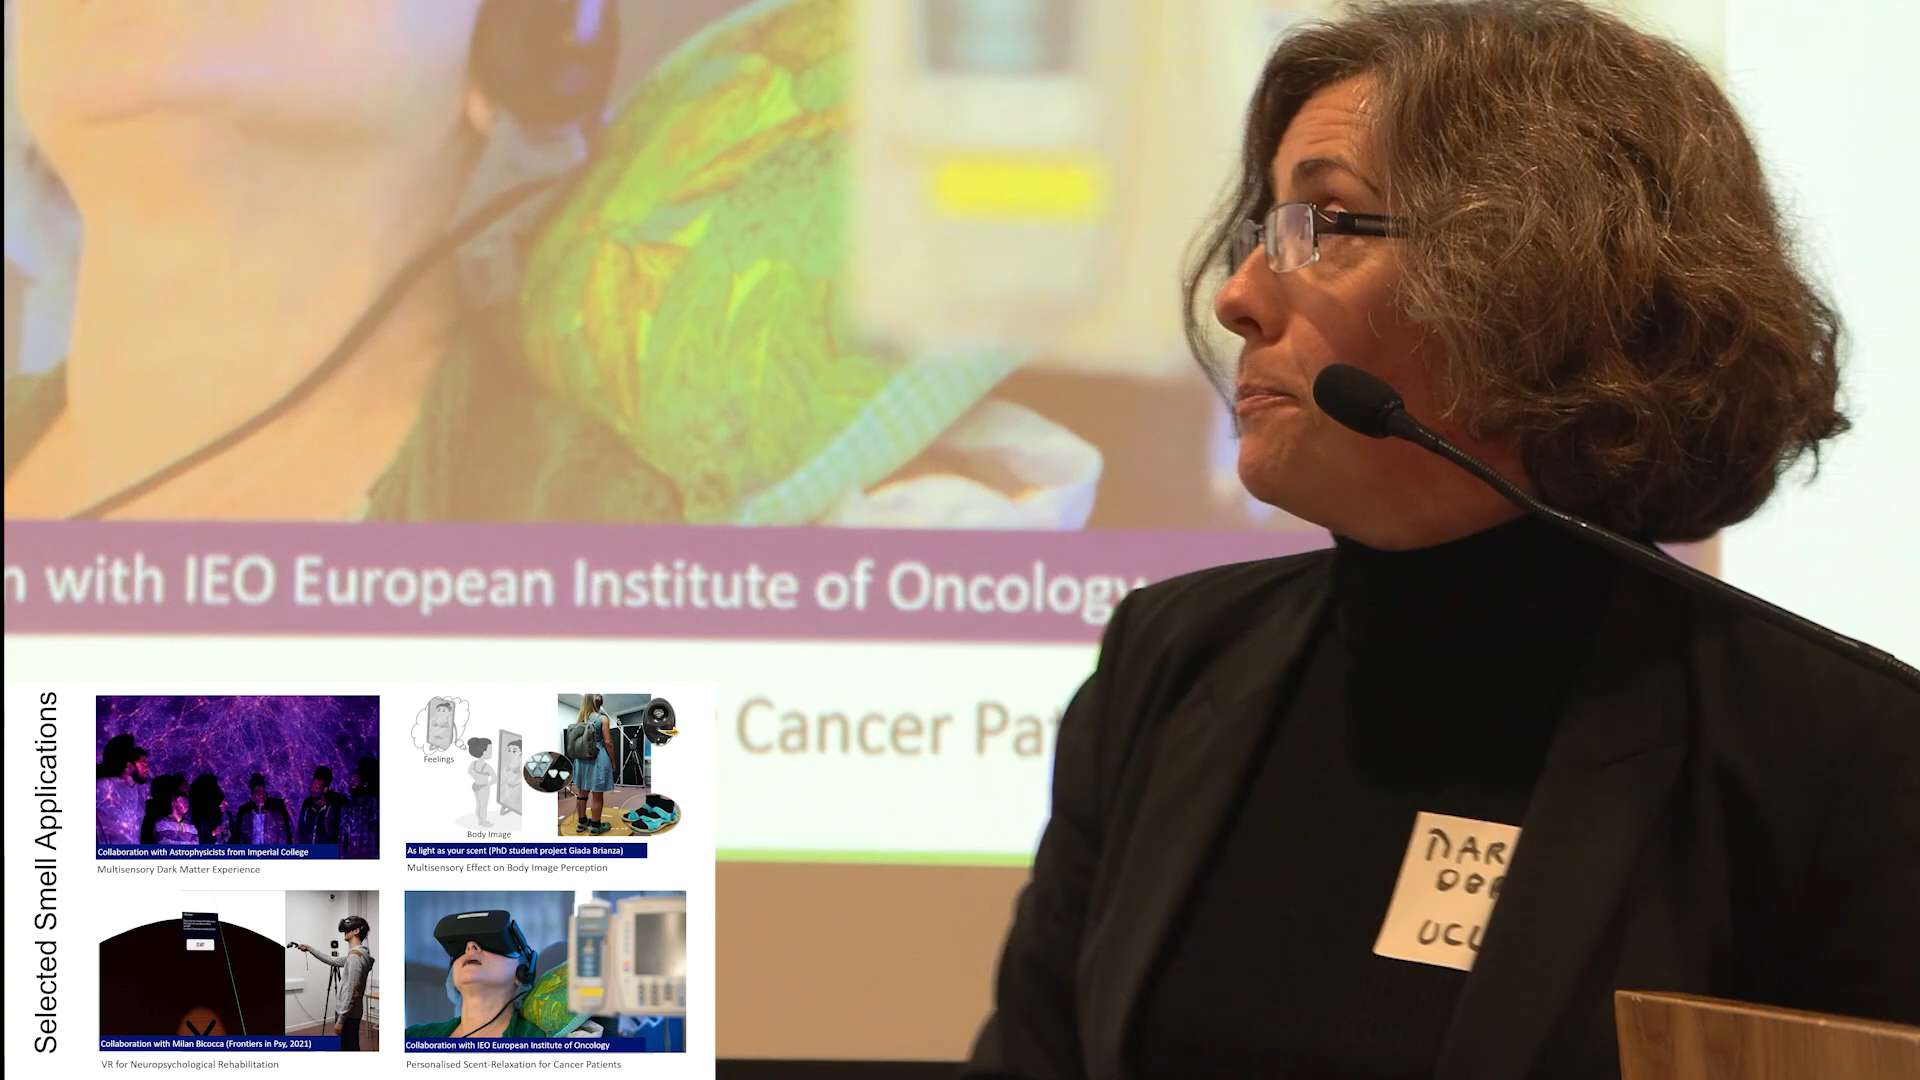 n with IEO European Institute of Oncology
Cancer Pa
DAR
DOB
UCL
Selected Smell Applications
Collaboration with Astrophysicists from Imperial College
Multisensory Dark Matter Experience
Feelings
Body Image
As light as your scent (PhD student project Giada Brianza)
Multisensory Effect on Body Image Perception
START
Collaboration with Milan Bicocca (Frontiers in Psy, 2021)
VR for Neuropsychological Rehabilitation
Collaboration with IEO European Institute of Oncology
Personalised Scent-Relaxation for Cancer Patients